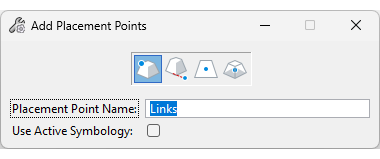 Add Placement Points
Placement Point Name: Links
Use Active Symbology: